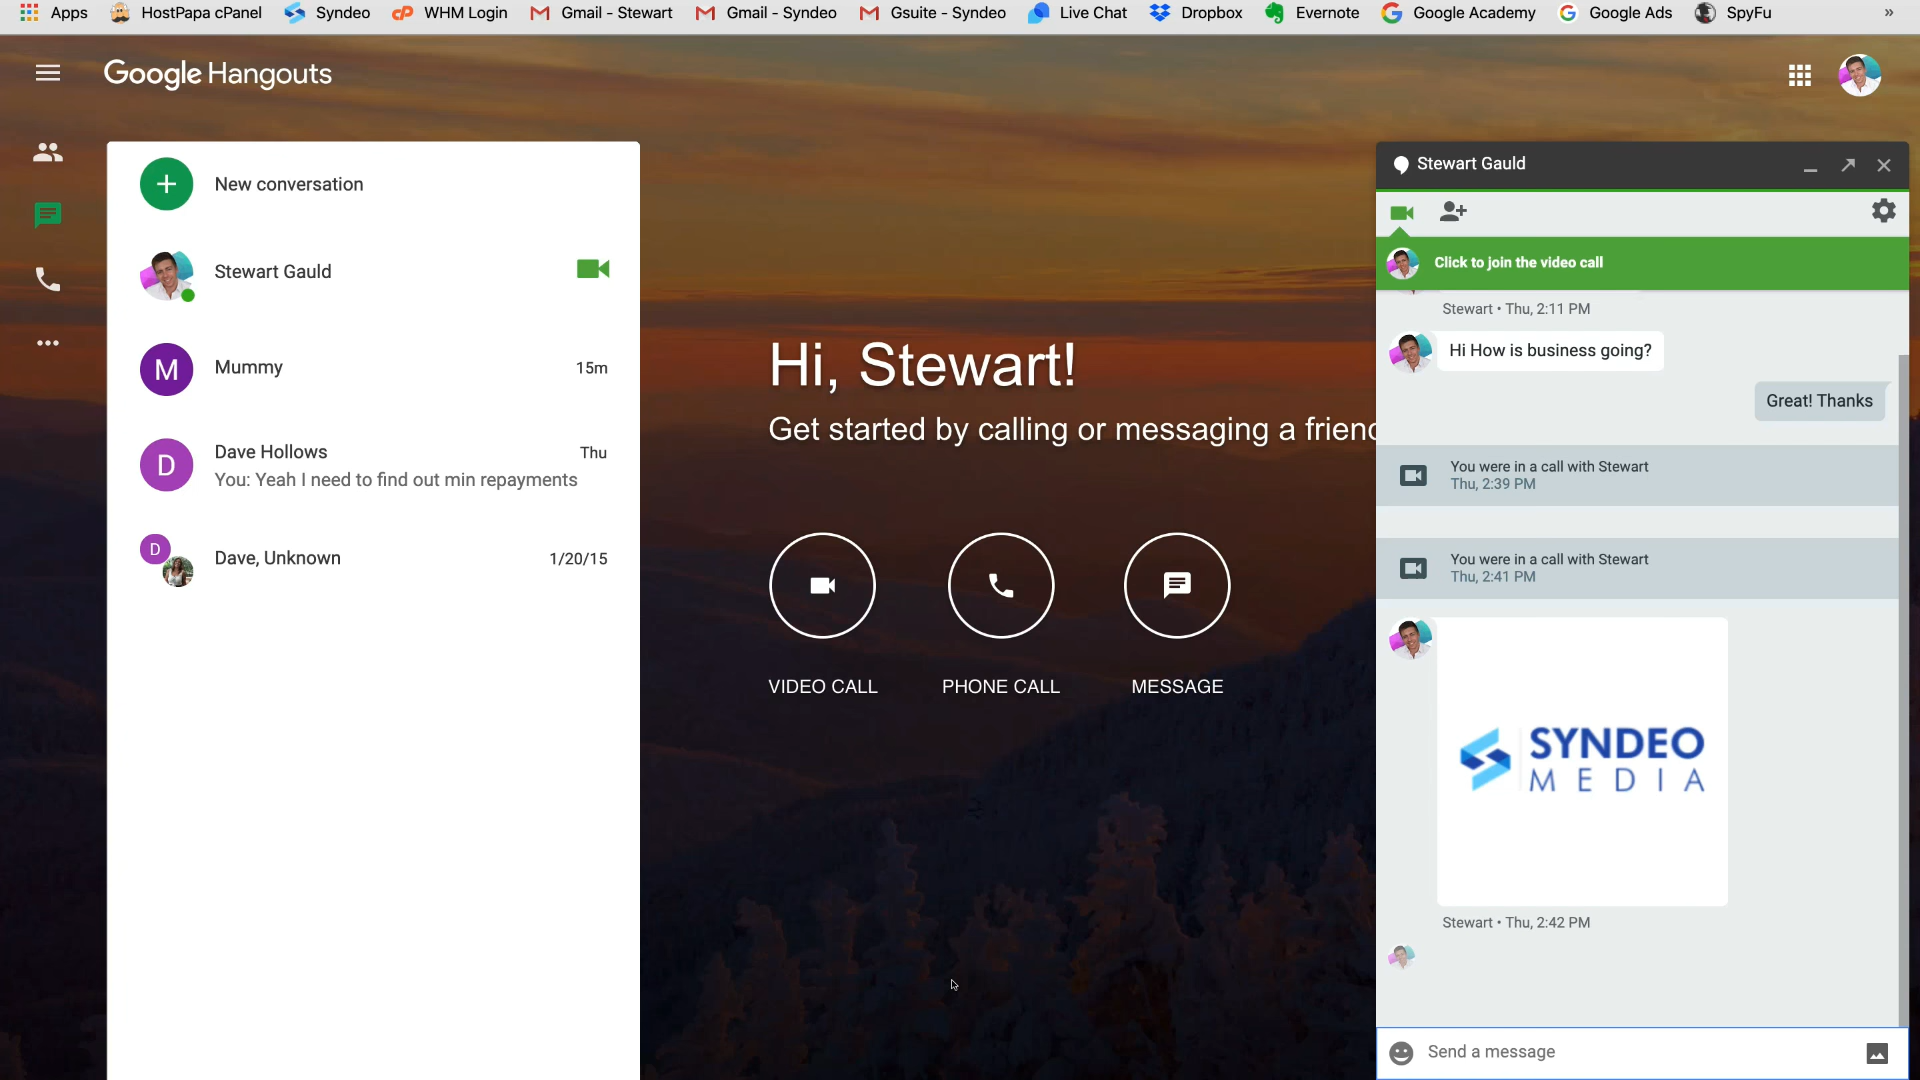 Apps HostPapa cPanel Syndeo WHM Login Gmail - Stewart Gmail - Syndeo Gsuite - Syndeo Live Chat Dropbox Evernote Google Academy Google Ads SpyFu »
Google Hangouts
New conversation
Stewart Gauld
M Mummy 15m
D Dave Hollows Thu
You: Yeah I need to find out min repayments
D Dave, Unknown 1/20/15
Hi, Stewart!
Get started by calling or messaging a friend
VIDEO CALL PHONE CALL MESSAGE
Stewart Gauld
Click to join the video call
Stewart • Thu, 2:11 PM
Hi How is business going?
Great! Thanks
You were in a call with Stewart
Thu, 2:39 PM
You were in a call with Stewart
Thu, 2:41 PM
SYNDEO
MEDIA
Stewart • Thu, 2:42 PM
Send a message